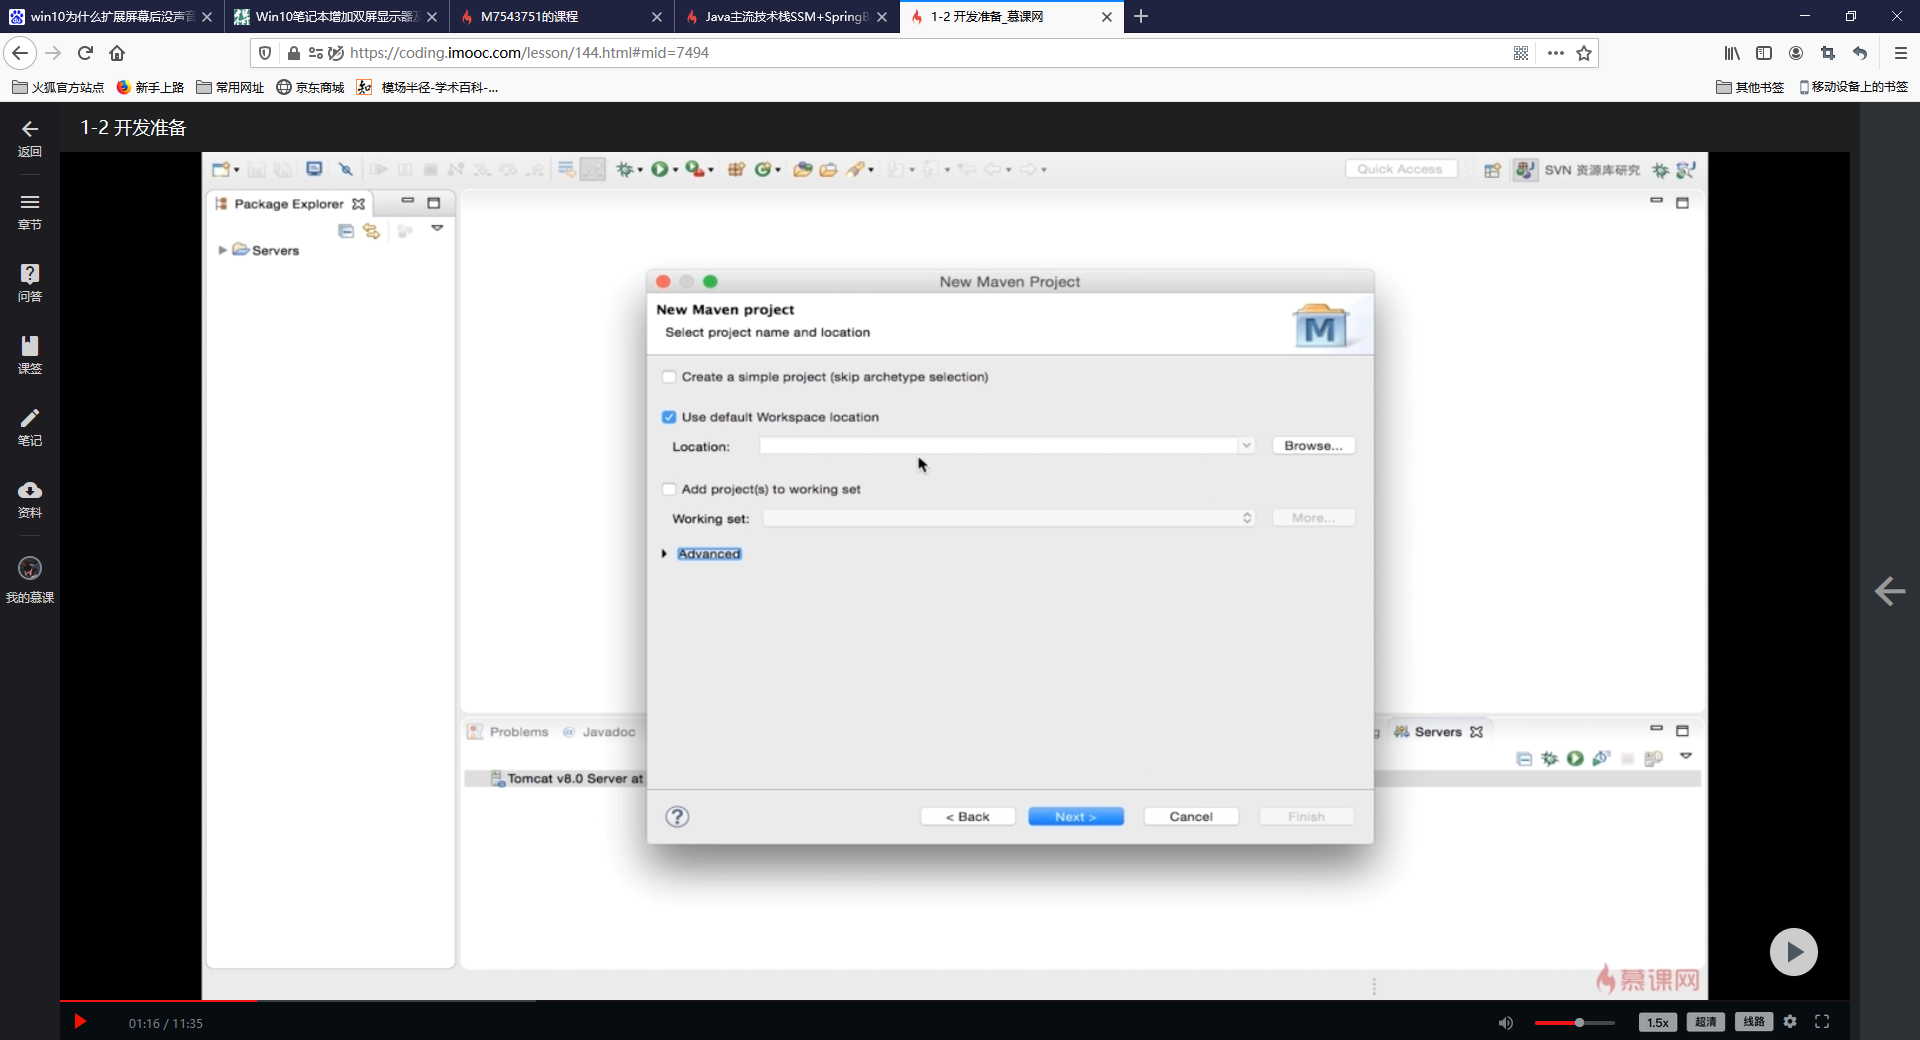 win10为什么扩展屏幕后没声音
Win10笔记本增加双屏显示器及
M7543751的课程
Java主流技术栈SSM+SpringB
1-2 开发准备_慕课网
https://coding.imooc.com/lesson/144.html#mid=7494
火狐官方站点
新手上路
常用网址
京东商城
模场半径-学术百科-...
其他书签
移动设备上的书签
返回
1-2 开发准备
章节
问答
课签
笔记
资料
我的慕课
Quick Access
SVN 资源库研究
Package Explorer
Servers
New Maven Project
New Maven project
Select project name and location
M
Create a simple project (skip archetype selection)
Use default Workspace location
Location:
Browse...
Add project(s) to working set
Working set:
More...
Advanced
Problems
@ Javadoc
g
Servers
Tomcat v8.0 Server at
?
< Back
Next >
Cancel
Finish
慕课网
01:16 / 11:35
1.5x
超清
线路